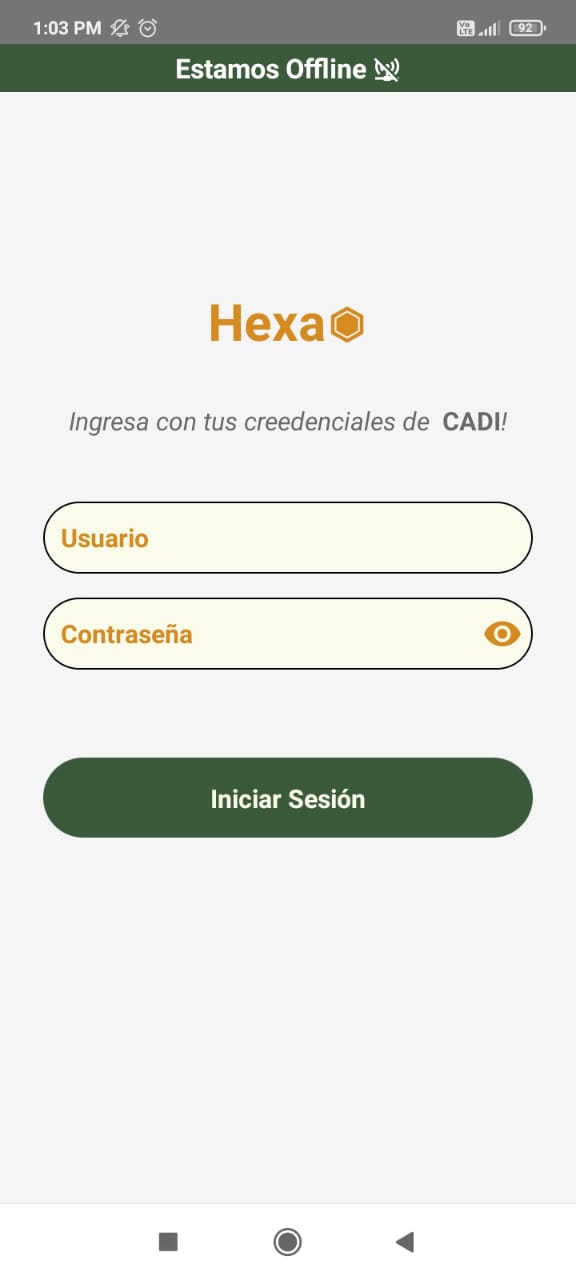 1:03 PM
Vo LTE
92
Estamos Offline
Hexa
Ingresa con tus creedenciales de CADI!
Usuario
Contraseña
Iniciar Sesión